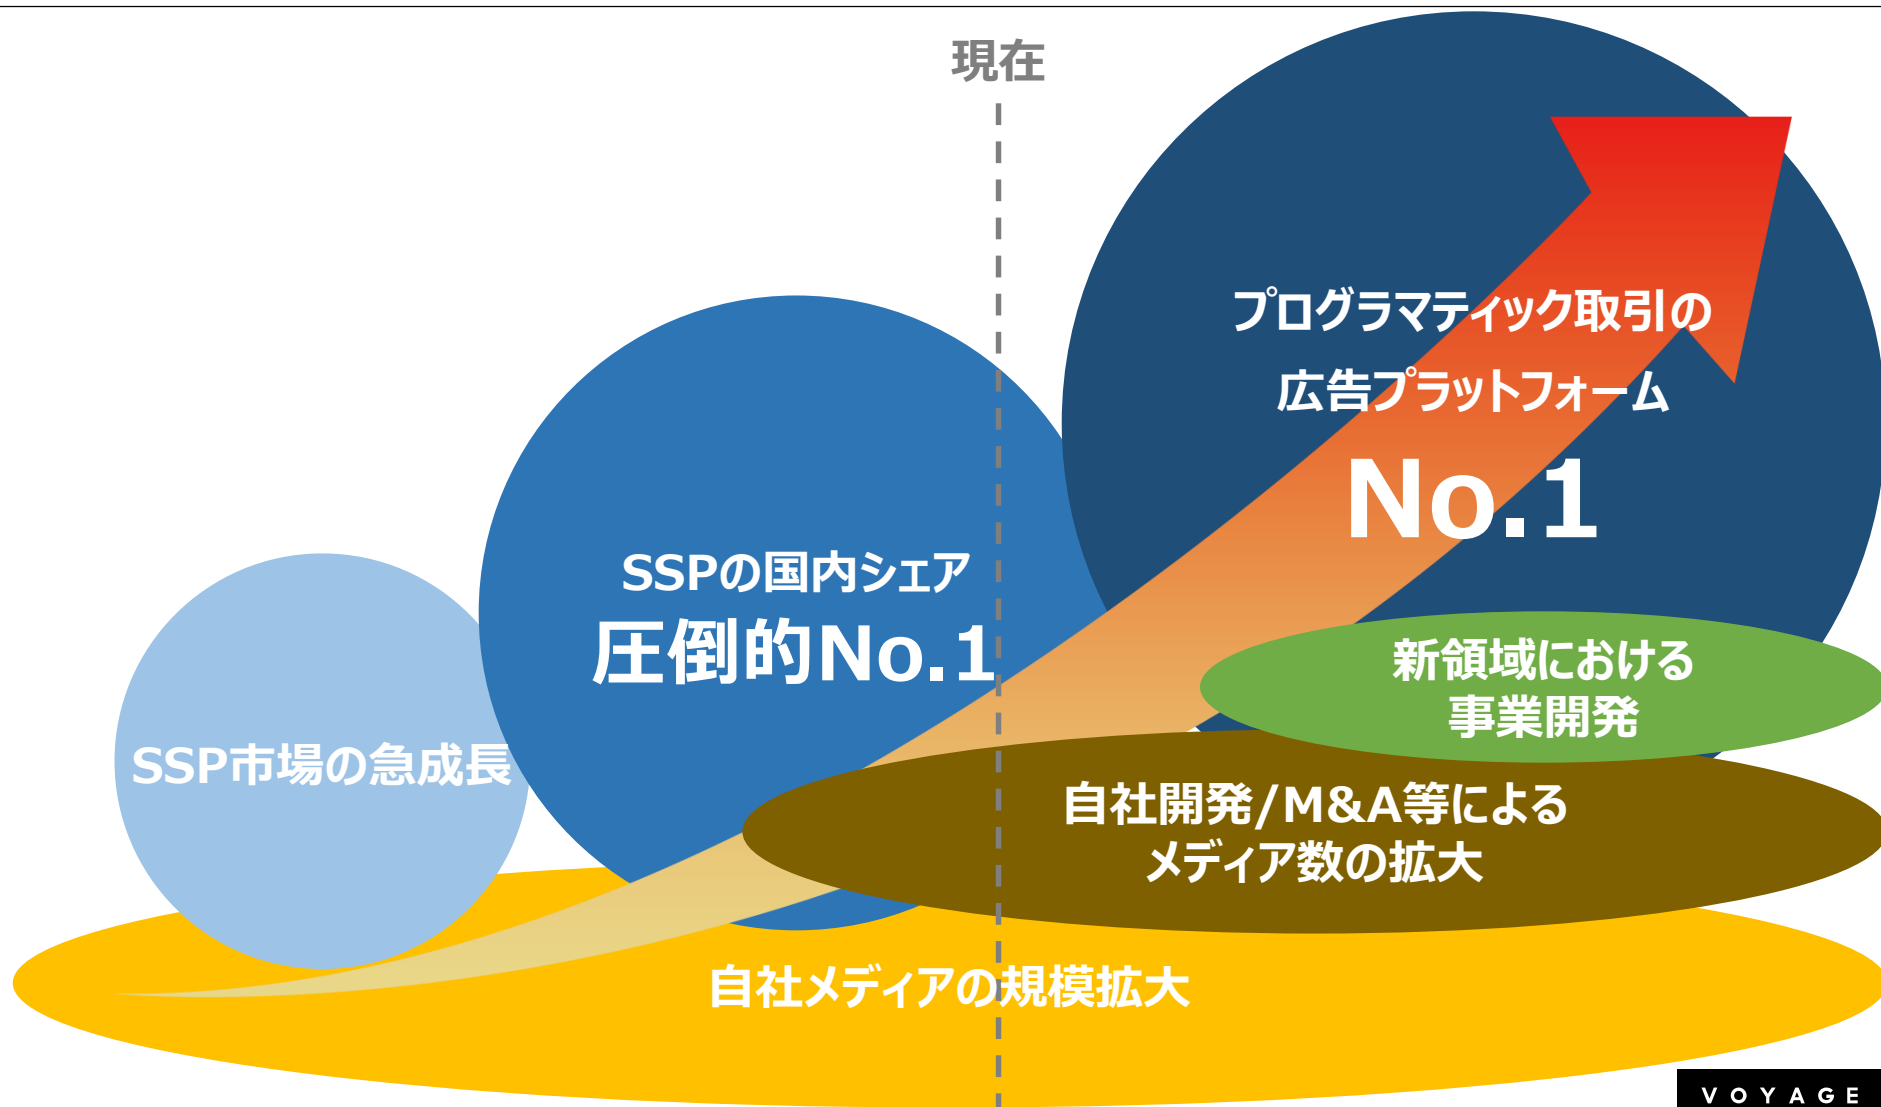 現在
プログラマティック取引の
広告プラットフォーム
No.1
SSPの国内シェア
圧倒的No.1
新領域における
事業開発
SSP市場の急成長
自社開発/M&A等による
メディア数の拡大
自社メディアの規模拡大
VOYAGE